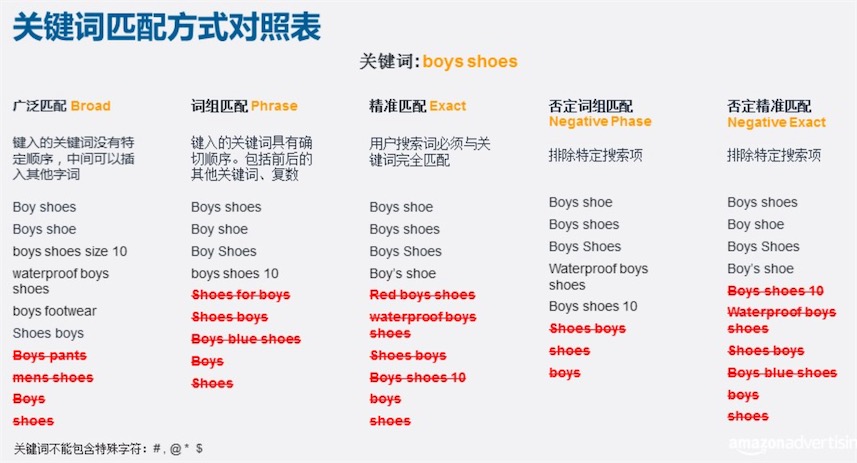 关键词匹配方式对照表
关键词:boys shoes
广泛匹配 Broad
键入的关键词没有特
定顺序，中间可以插
入其他字词
Boy shoes
Boys shoe
boys shoes size 10
waterproof boys
shoes
boys footwear
Shoes boys
Boys pants
mens shoes
Boys
shoes
词组匹配 Phrase
键入的关键词具有确
切顺序。包括前后的
其他关键词、复数
Boys shoes
Boy shoe
Boy Shoes
boys shoes 10
Shoes for boys
Shoes boys
Boys blue shoes
Boys
Shoes
精准匹配 Exact
用户搜索词必须与关
键词完全匹配
Boys shoe
Boys shoes
Boys Shoes
Boy's shoe
Red boys shoes
waterproof boys
shoes
Shoes boys
Boys shoes 10
boys
shoes
否定词组匹配
Negative Phase
排除特定搜索项
Boys shoe
Boys shoes
Boys Shoes
Waterproof boys
shoes
Boys shoes 10
Shoes boys
shoes
boys
否定精准匹配
Negative Exact
排除特定搜索项
Boys shoes
Boy shoe
Boys Shoes
Boy's shoe
Boys shoes 10
Waterproof boys
shoes
Shoes boys
Boys blue shoes
boys
shoes
关键词不能包含特殊字符：# , @ * $
amazonadvertisin